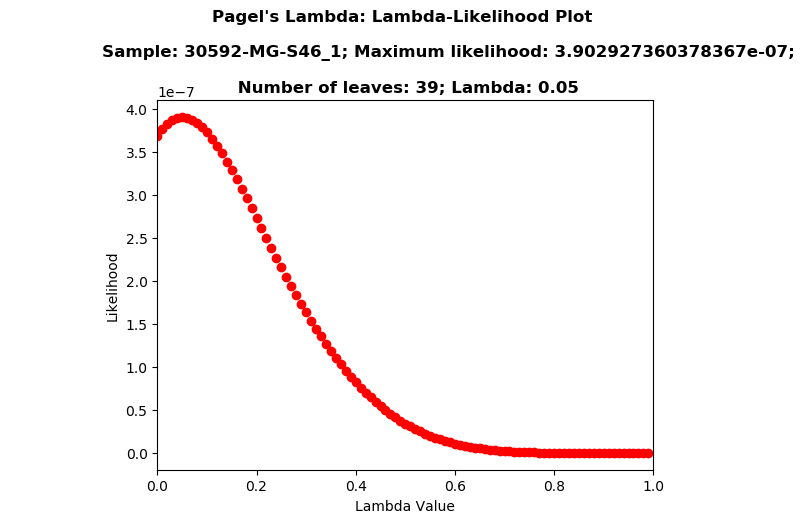 Pagel's Lambda: Lambda-Likelihood Plot
Sample: 30592-MG-S46_1; Maximum likelihood: 3.902927360378367e-07;
Number of leaves: 39; Lambda: 0.05
1e−7
4.0
3.5
3.0
2.5
2.0
1.5
1.0
0.5
0.0
Likelihood
0.0 0.2 0.4 0.6 0.8 1.0
Lambda Value